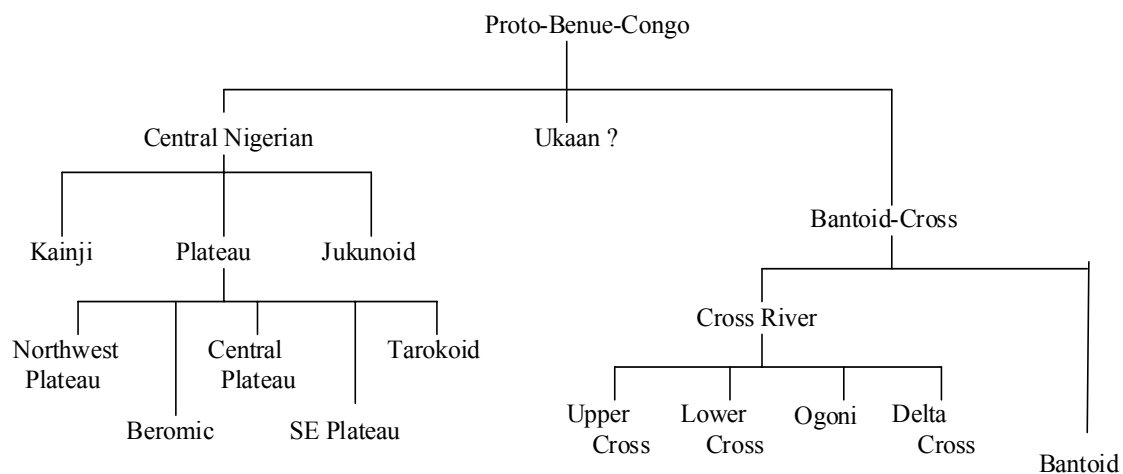 Proto-Benue-Congo
Central Nigerian
Ukaan ?
Bantoid-Cross
Kainji
Plateau
Jukunoid
Cross River
Northwest
Plateau
Central
Plateau
Tarokoid
Beromic
SE Plateau
Upper
Cross
Lower
Cross
Ogoni
Delta
Cross
Bantoid